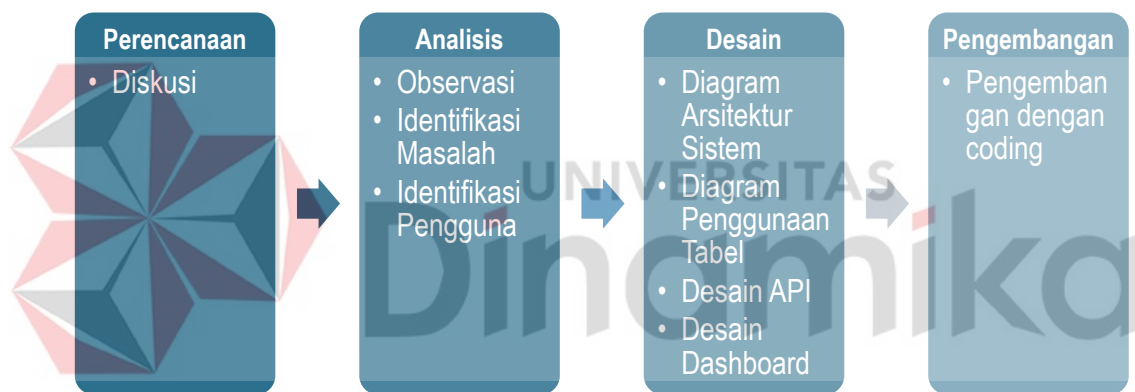 Perencanaan
• Diskusi
Analisis
• Observasi
• Identifikasi
Masalah
• Identifikasi
Pengguna
Desain
• Diagram
Arsitektur
Sistem
• Diagram
Penggunaan
Tabel
• Desain API
• Desain
Dashboard
Pengembangan
• Pengemban
gan dengan
coding
UNIVERSITAS
Dinamika